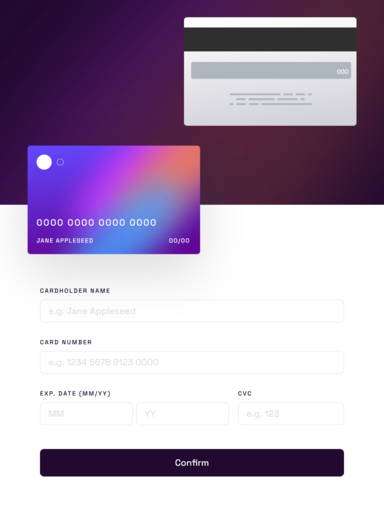 000
0000 0000 0000 0000
JANE APPLESEED 00/00
CARDHOLDER NAME
e.g. Jane Appleseed
CARD NUMBER
e.g. 1234 5678 9123 0000
EXP. DATE (MM/YY) CVC
MM YY e.g. 123
Confirm